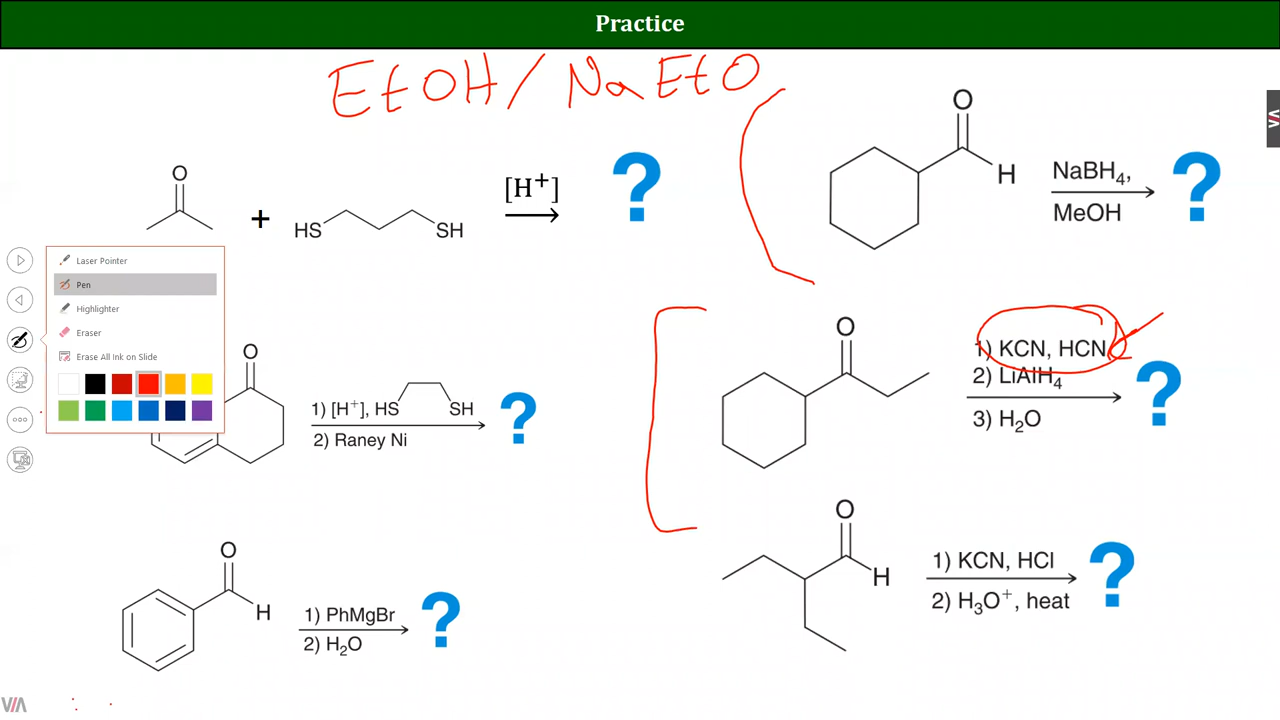 Practice
EtOH / NaEtO
O
H
NaBH₄,
MeOH
?
O
+
HS
SH
[H⁺]
?
Laser Pointer
Pen
Highlighter
Eraser
Erase All Ink on Slide
O
1) [H⁺], HS
SH
2) Raney Ni
?
O
1) KCN, HCN
2) LiAlH₄
3) H₂O
?
O
H
1) PhMgBr
2) H₂O
?
O
H
1) KCN, HCl
2) H₃O⁺, heat
?
VIA
VIA